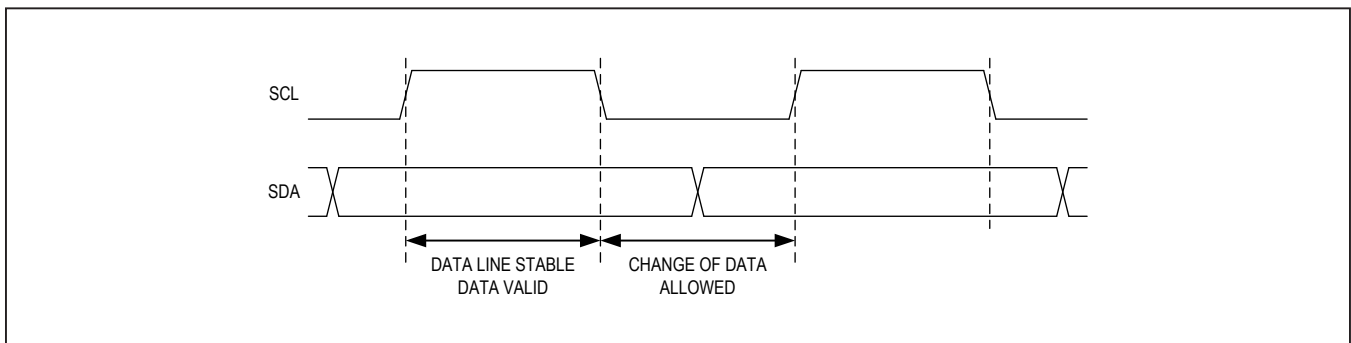 SCL
SDA
DATA LINE STABLE
DATA VALID
CHANGE OF DATA
ALLOWED